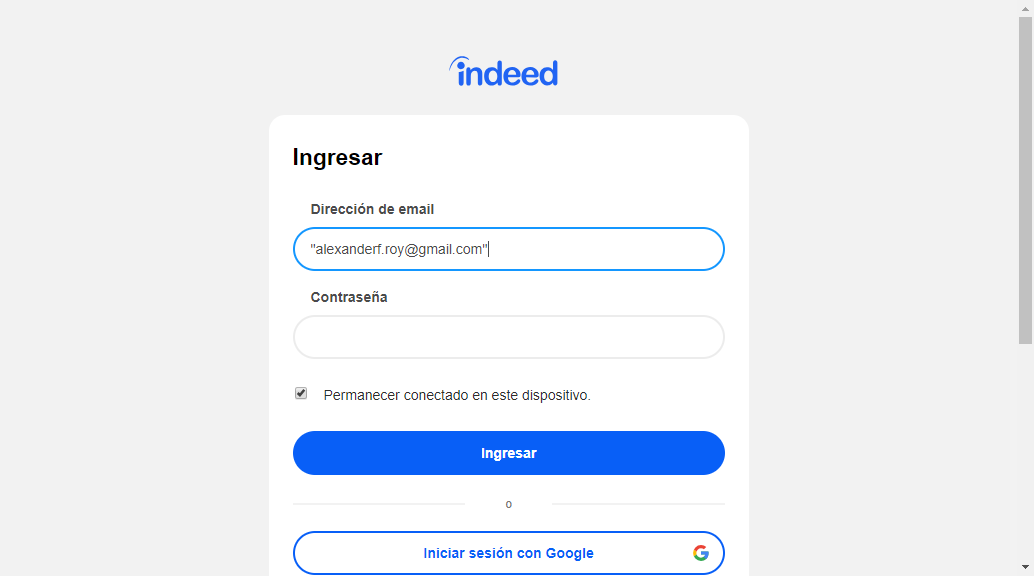 indeed
Ingresar
Dirección de email
"alexanderf.roy@gmail.com"
Contraseña
Permanecer conectado en este dispositivo.
Ingresar
o
Iniciar sesión con Google